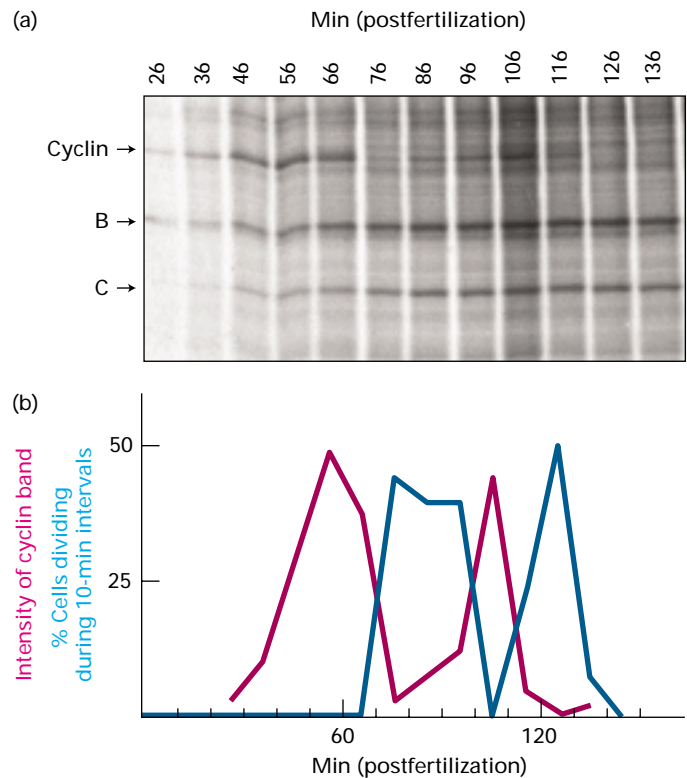 (a)
Min (postfertilization)
26 36 46 56 66 76 86 96 106 116 126 136
Cyclin →
B →
C →
(b)
Intensity of cyclin band
% Cells dividing
during 10-min intervals
50
25
60 120
Min (postfertilization)